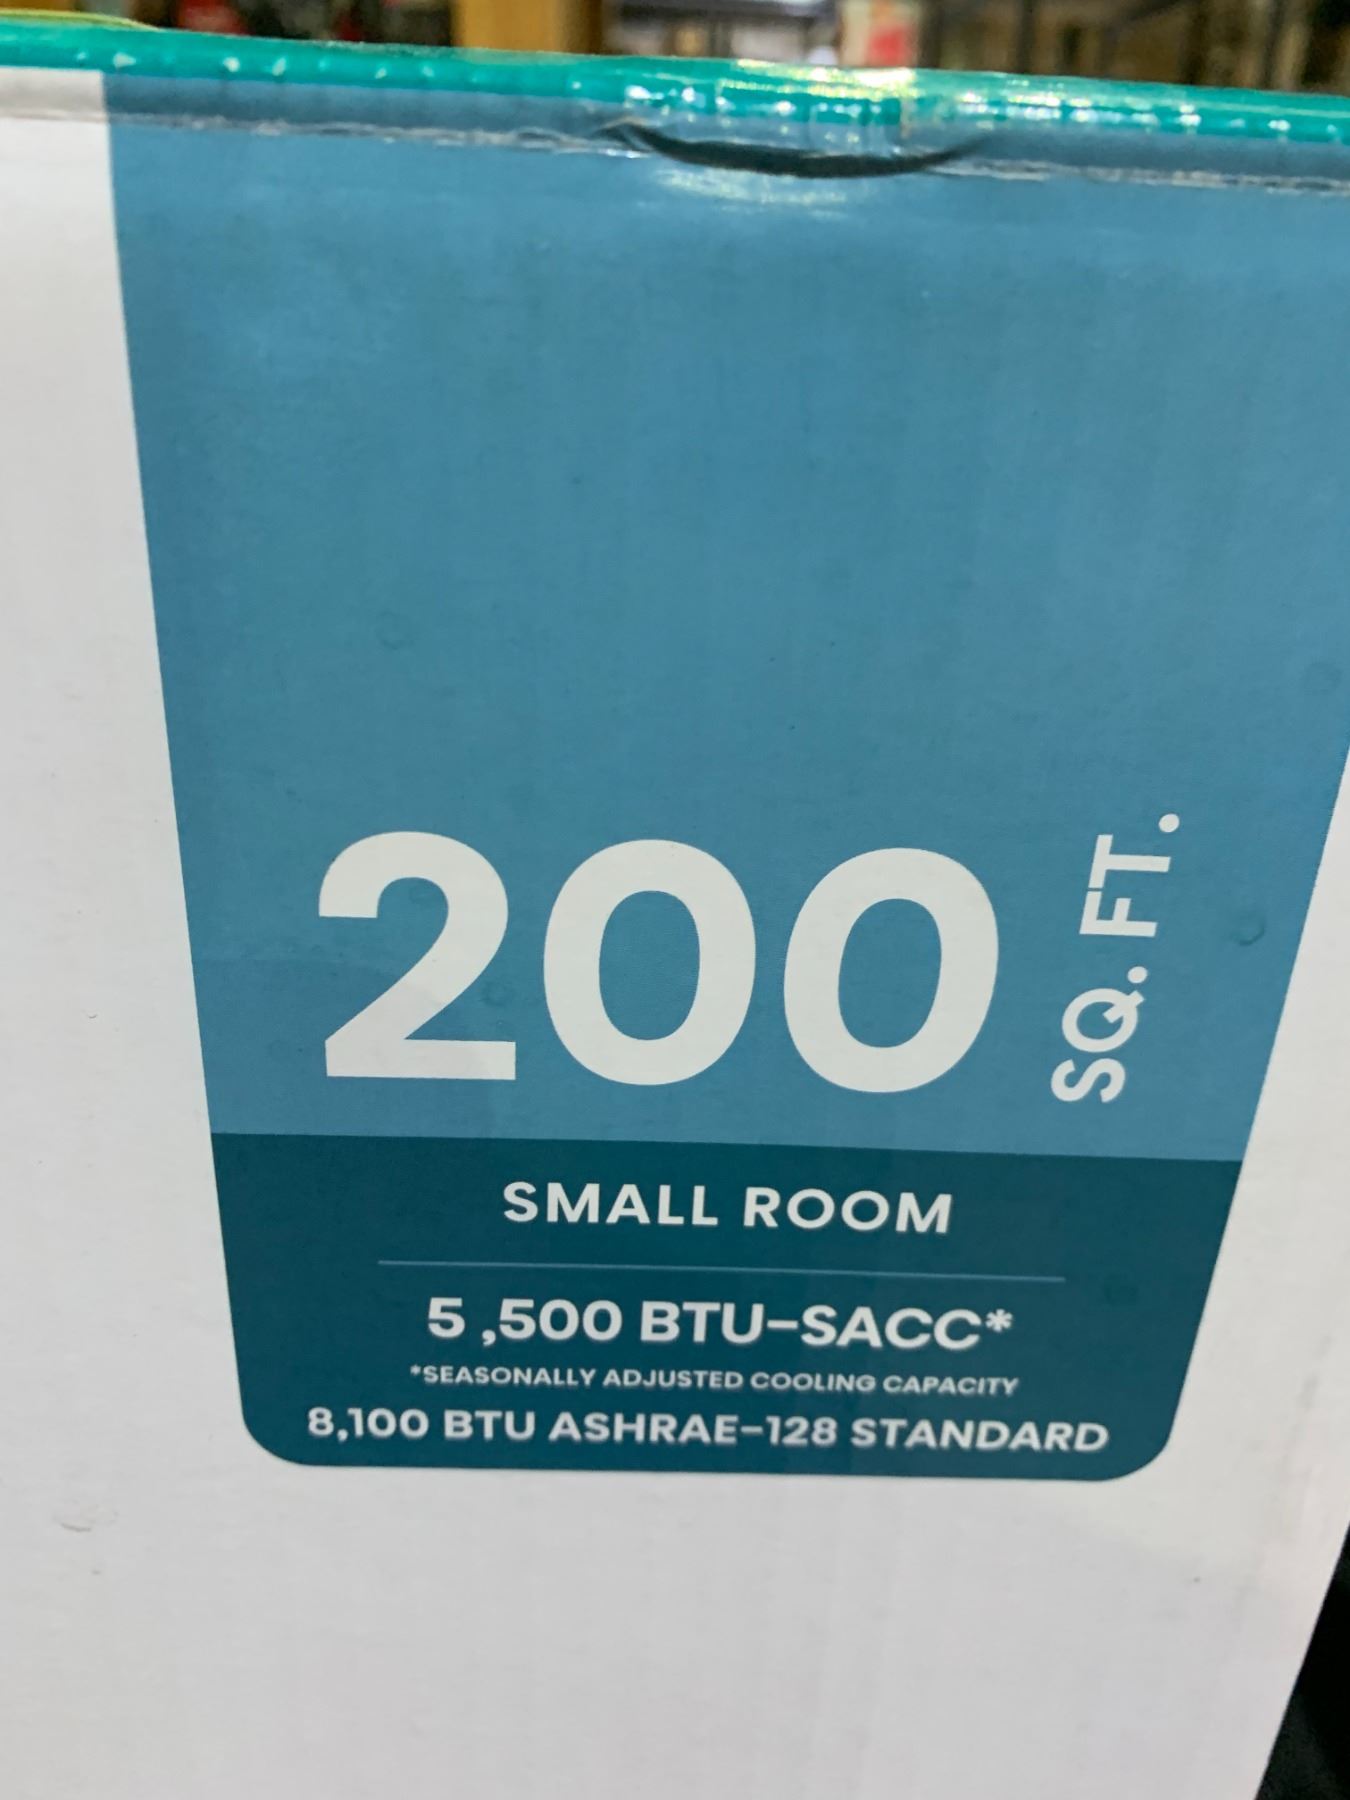 200 SQ. FT.
SMALL ROOM
5 ,500 BTU-SACC*
*SEASONALLY ADJUSTED COOLING CAPACITY
8,100 BTU ASHRAE-128 STANDARD